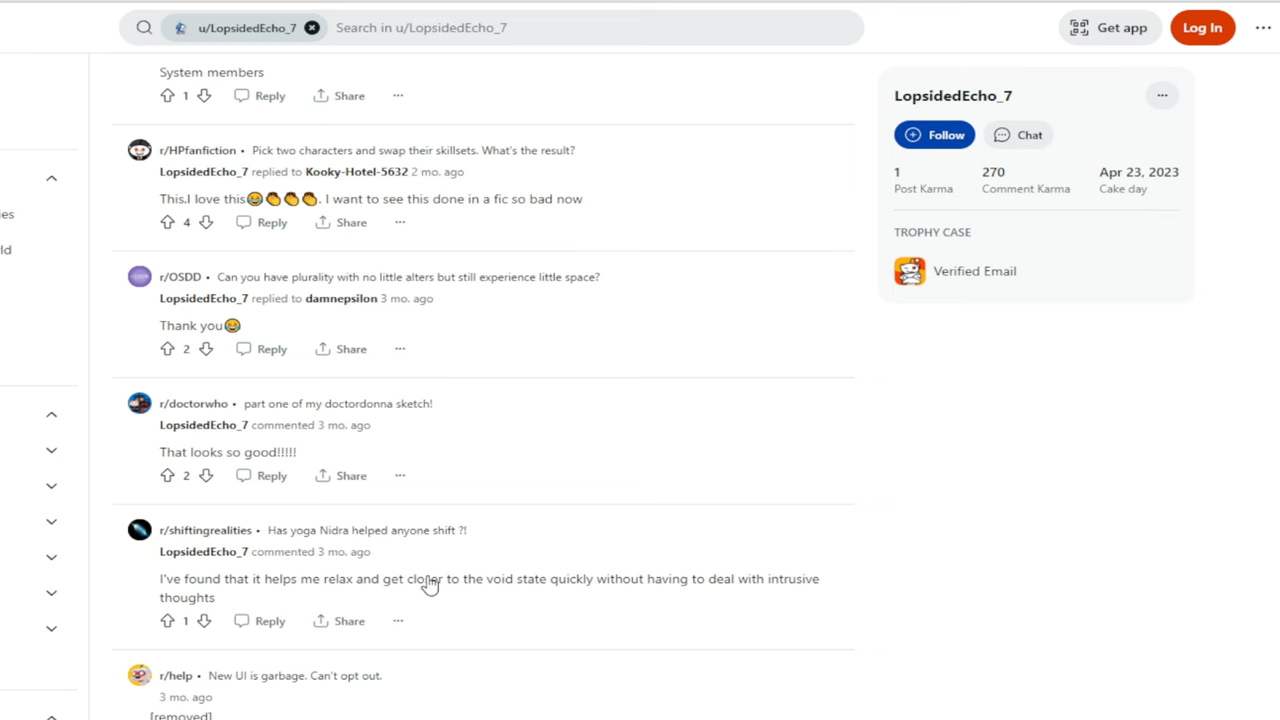 u/LopsidedEcho_7
Search in u/LopsidedEcho_7
Get app
Log In
System members
1 Reply Share
r/HPfanfiction • Pick two characters and swap their skillsets. What's the result?
LopsidedEcho_7 replied to Kooky-Hotel-5632 2 mo. ago
This.I love this😂👏👏👏. I want to see this done in a fic so bad now
4 Reply Share
r/OSDD • Can you have plurality with no little alters but still experience little space?
LopsidedEcho_7 replied to damnepsilon 3 mo. ago
Thank you😂
2 Reply Share
r/doctorwho • part one of my doctordonna sketch!
LopsidedEcho_7 commented 3 mo. ago
That looks so good!!!!!
2 Reply Share
r/shiftingrealities • Has yoga Nidra helped anyone shift ?!
LopsidedEcho_7 commented 3 mo. ago
I've found that it helps me relax and get closer to the void state quickly without having to deal with intrusive
thoughts
1 Reply Share
r/help • New UI is garbage. Can't opt out.
3 mo. ago
[removed]
LopsidedEcho_7
Follow
Chat
1 270 Apr 23, 2023
Post Karma Comment Karma Cake day
TROPHY CASE
Verified Email